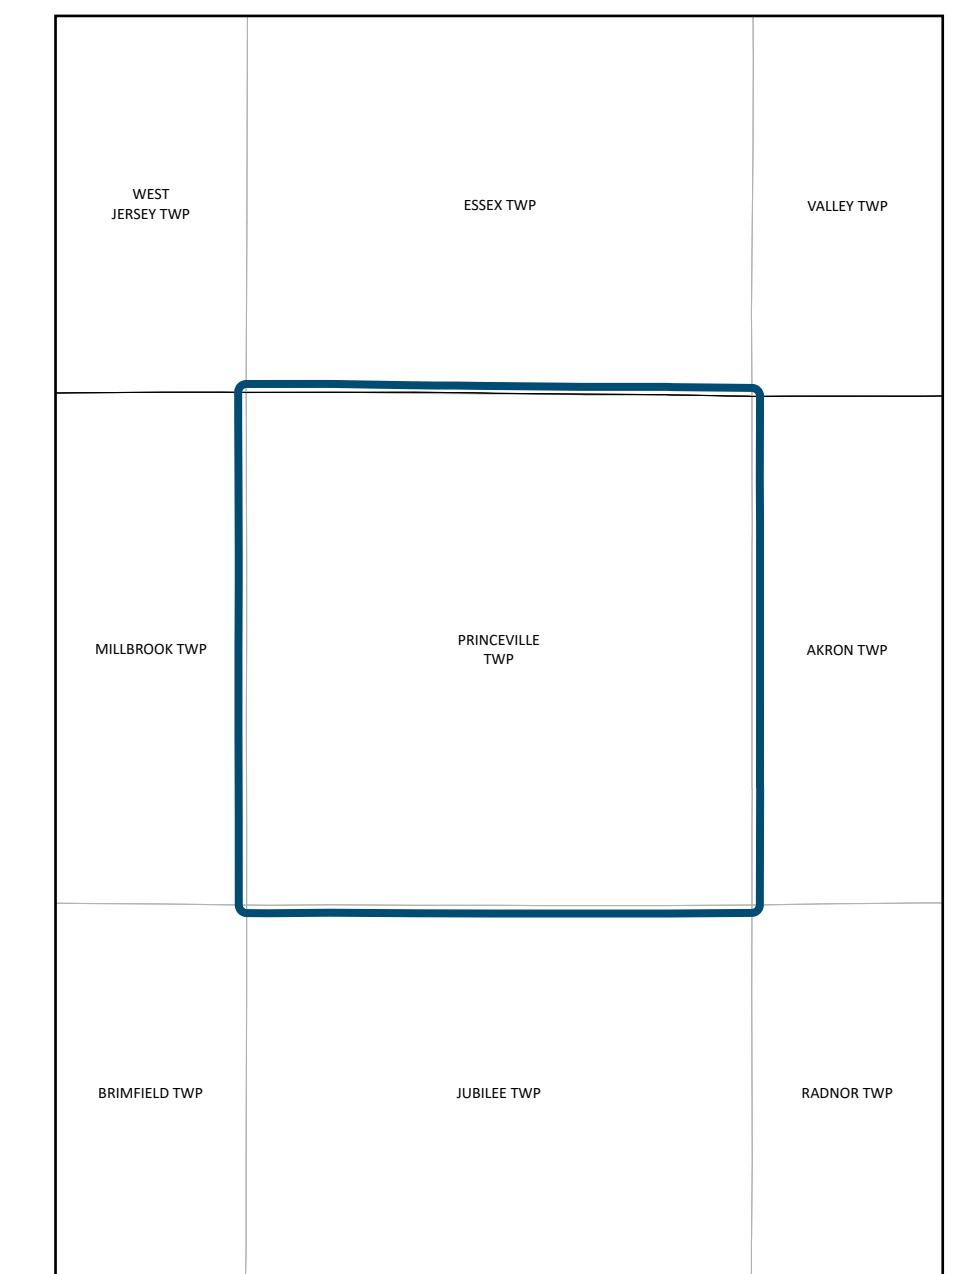 WEST
JERSEY TWP
ESSEX TWP
VALLEY TWP
MILLBROOK TWP
PRINCEVILLE
TWP
AKRON TWP
BRIMFIELD TWP
JUBILEE TWP
RADNOR TWP